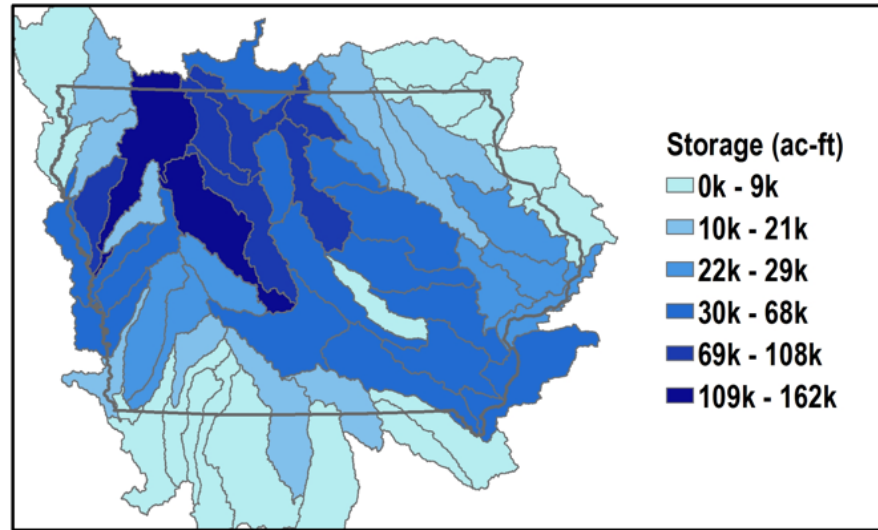 Storage (ac-ft)
0k - 9k
10k - 21k
22k - 29k
30k - 68k
69k - 108k
109k - 162k